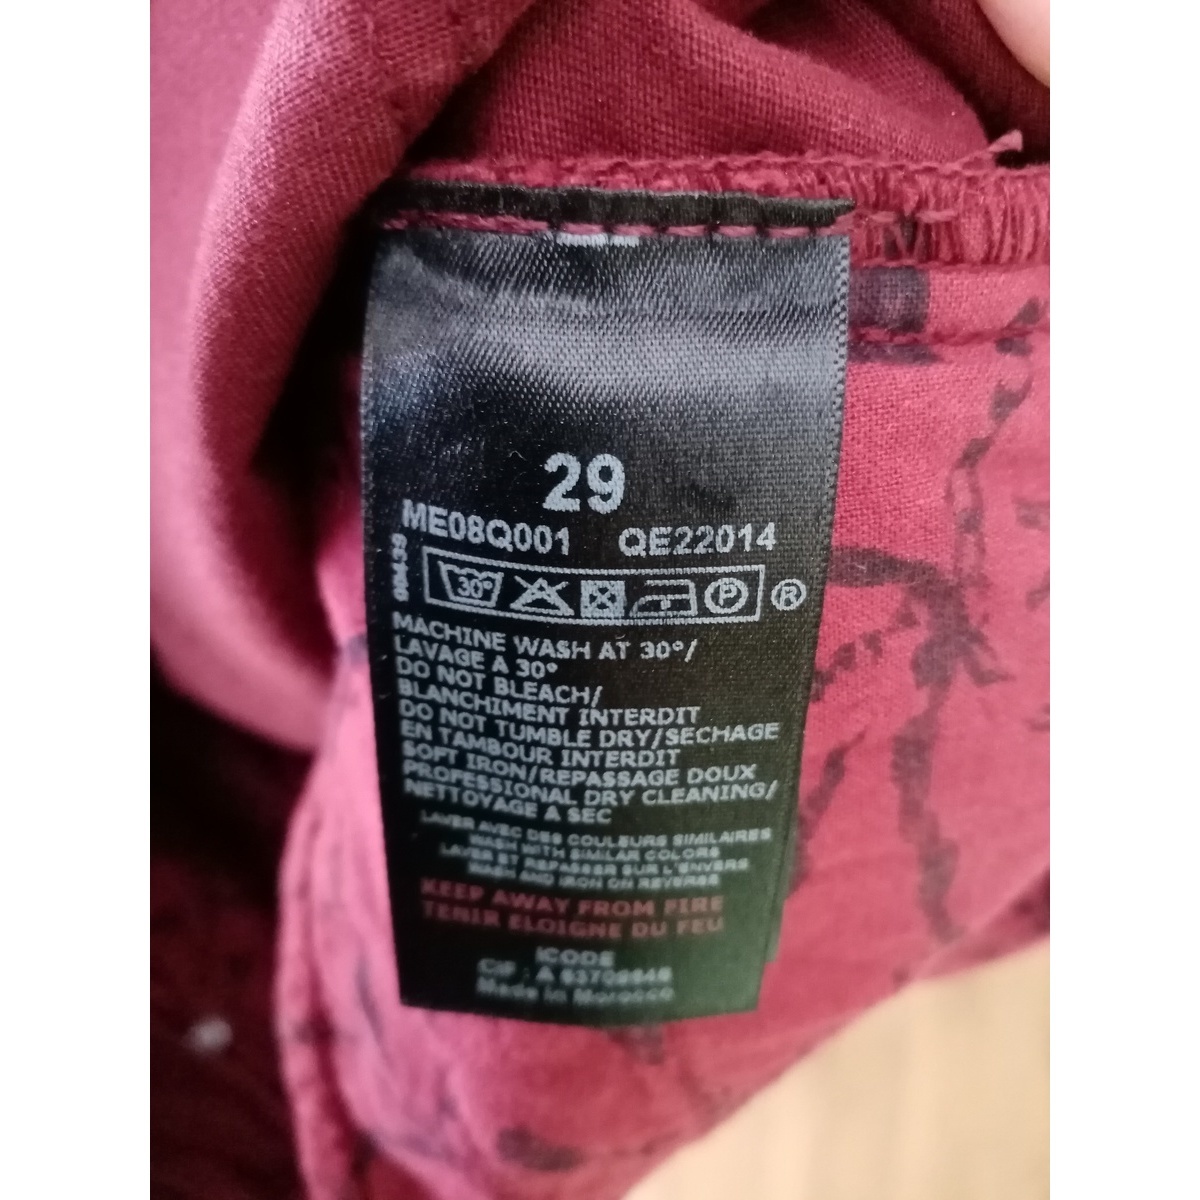 29
ME08Q001 QE22014
30° P ®
MACHINE WASH AT 30°/
LAVAGE A 30°
DO NOT BLEACH/
BLANCHIMENT INTERDIT
DO NOT TUMBLE DRY/SECHAGE
EN TAMBOUR INTERDIT
SOFT IRON/REPASSAGE DOUX
PROFESSIONAL DRY CLEANING/
NETTOYAGE A SEC
LAVER AVEC DES COULEURS SIMILAIRES
WASH WITH SIMILAR COLORS
LAVER ET REPASSER SUR L'ENVERS
WASH AND IRON ON REVERSE
KEEP AWAY FROM FIRE
TENIR ELOIGNE DU FEU
ICODE
CIF : A
Made in Morocco